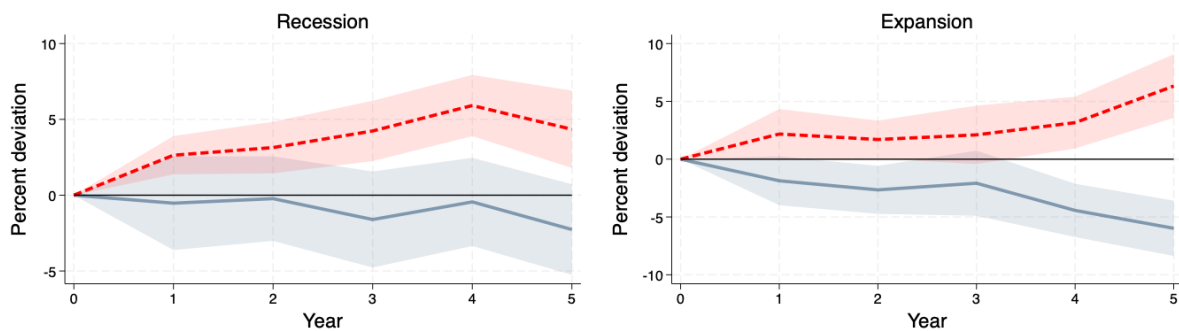 Recession
Percent deviation
10
5
0
-5
0 1 2 3 4 5
Year
Expansion
Percent deviation
10
5
0
-5
-10
0 1 2 3 4 5
Year